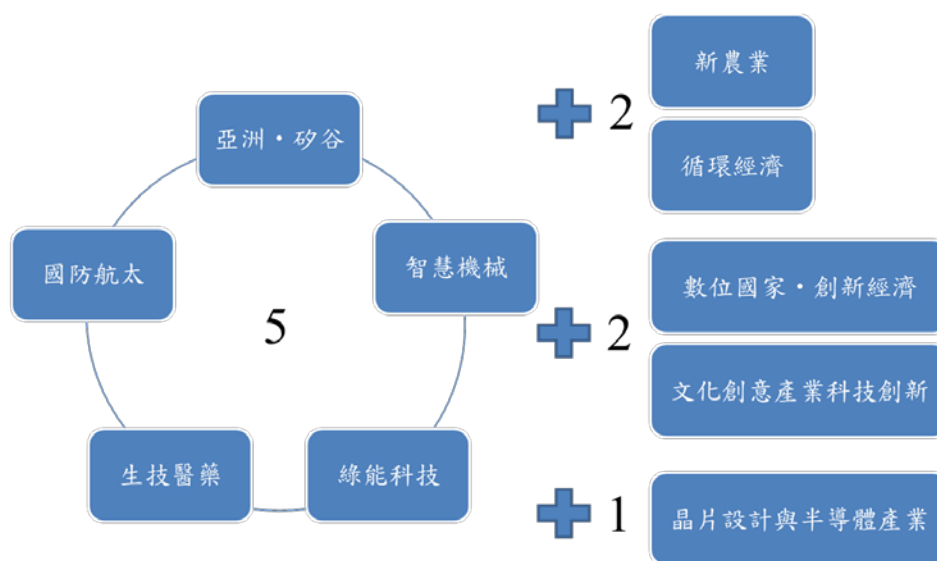 亞洲・矽谷
智慧機械
綠能科技
生技醫藥
國防航太
5
2
新農業
循環經濟
2
數位國家・創新經濟
文化創意產業科技創新
1
晶片設計與半導體產業